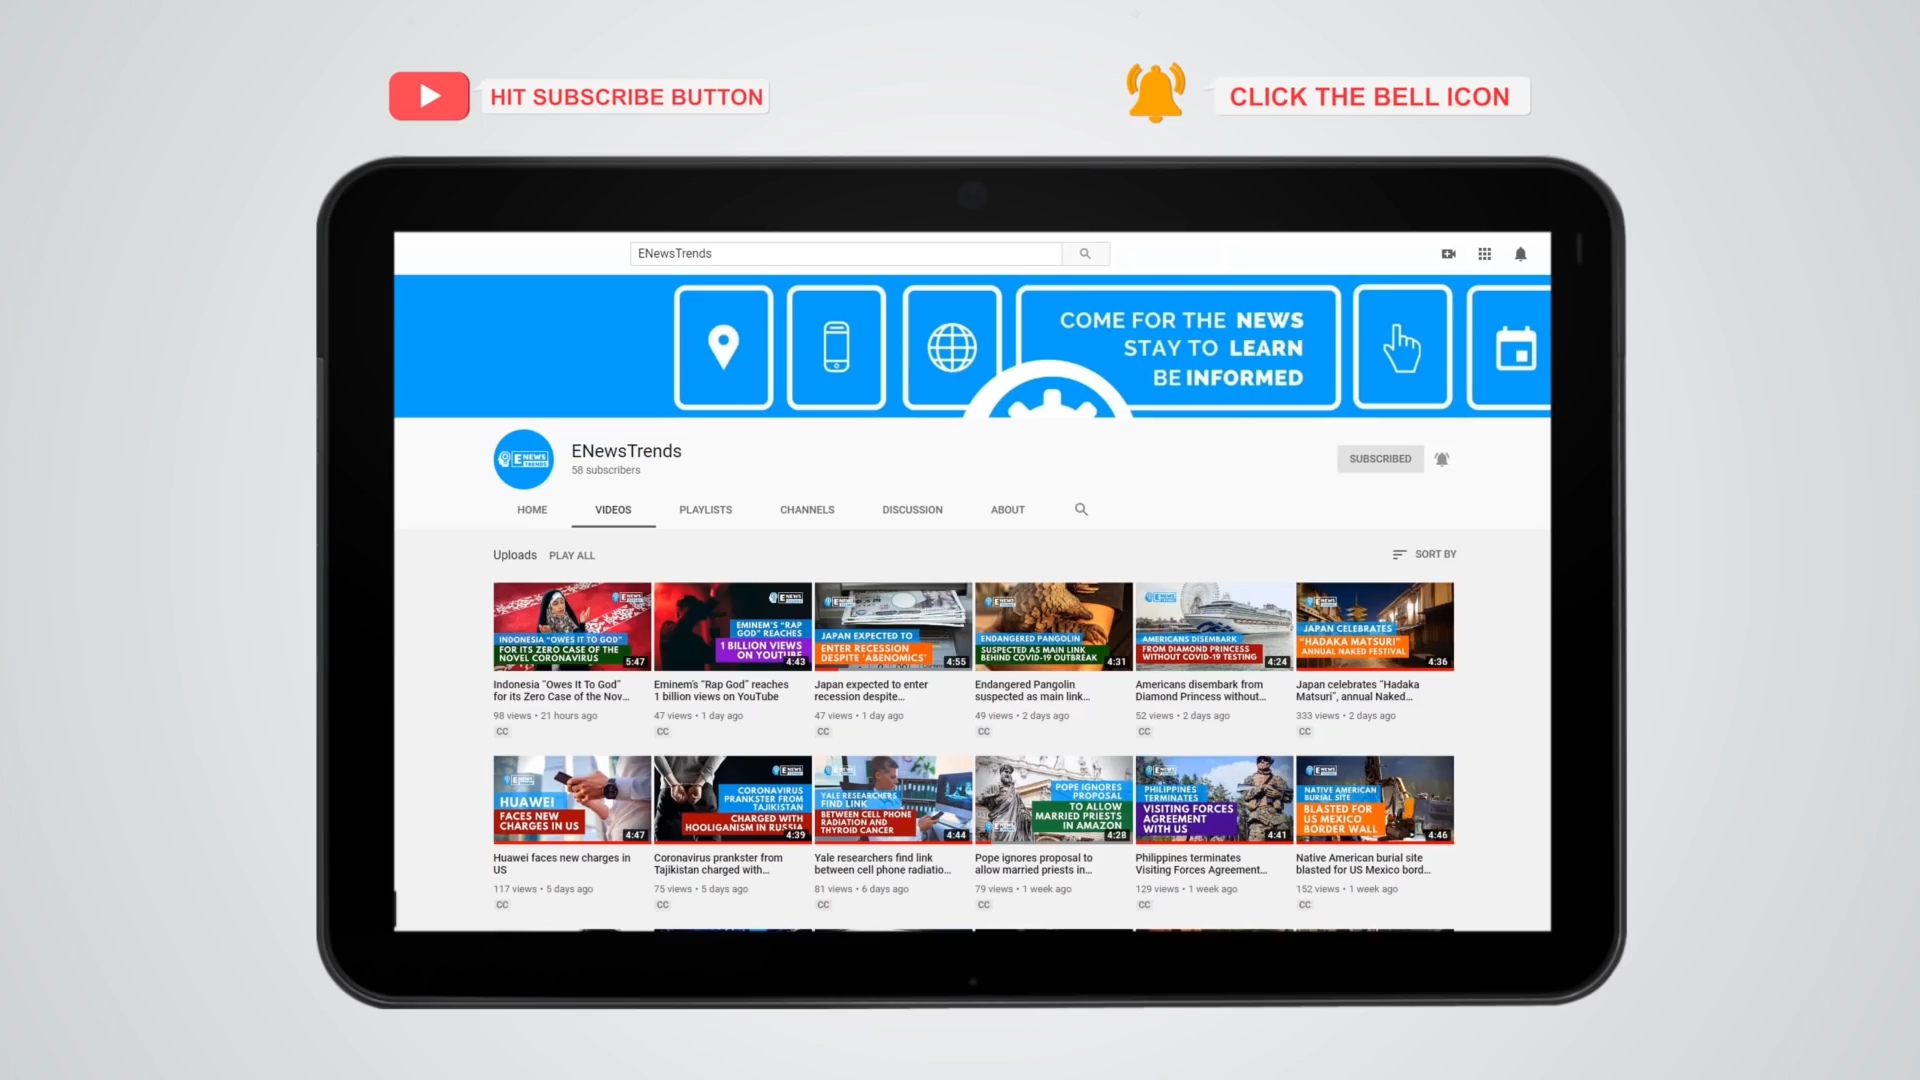 HIT SUBSCRIBE BUTTON
CLICK THE BELL ICON
ENewsTrends
COME FOR THE NEWS
STAY TO LEARN
BE INFORMED
E NEWS
TRENDS
ENewsTrends
58 subscribers
SUBSCRIBED
HOME VIDEOS PLAYLISTS CHANNELS DISCUSSION ABOUT
Uploads PLAY ALL
SORT BY
INDONESIA "OWES IT TO GOD"
FOR ITS ZERO CASE OF THE
NOVEL CORONAVIRUS
5:47
EMINEM'S "RAP
GOD" REACHES
1 BILLION VIEWS
ON YOUTUBE
4:43
JAPAN EXPECTED TO
ENTER RECESSION
DESPITE 'ABENOMICS'
4:55
ENDANGERED PANGOLIN
SUSPECTED AS MAIN LINK
BEHIND COVID-19 OUTBREAK
4:31
AMERICANS DISEMBARK
FROM DIAMOND PRINCESS
WITHOUT COVID-19 TESTING
4:24
JAPAN CELEBRATES
"HADAKA MATSURI"
ANNUAL NAKED FESTIVAL
4:36
Indonesia "Owes It To God"
for its Zero Case of the Nov...
98 views • 21 hours ago
CC
Eminem's "Rap God" reaches
1 billion views on YouTube
47 views • 1 day ago
CC
Japan expected to enter
recession despite...
47 views • 1 day ago
CC
Endangered Pangolin
suspected as main link...
49 views • 2 days ago
CC
Americans disembark from
Diamond Princess without...
52 views • 2 days ago
CC
Japan celebrates "Hadaka
Matsuri", annual Naked...
333 views • 2 days ago
CC
HUAWEI
FACES NEW
CHARGES IN US
4:47
CORONAVIRUS
PRANKSTER FROM
TAJIKISTAN
CHARGED WITH
HOOLIGANISM IN RUSSIA
4:39
YALE RESEARCHERS
FIND LINK
BETWEEN CELL PHONE
RADIATION AND
THYROID CANCER
4:44
POPE IGNORES
PROPOSAL
TO ALLOW
MARRIED PRIESTS
IN AMAZON
4:28
PHILIPPINES
TERMINATES
VISITING FORCES
AGREEMENT
WITH US
4:41
NATIVE AMERICAN
BURIAL SITE
BLASTED FOR
US MEXICO
BORDER WALL
4:46
Huawei faces new charges in
US
117 views • 5 days ago
CC
Coronavirus prankster from
Tajikistan charged with...
75 views • 5 days ago
CC
Yale researchers find link
between cell phone radiatio...
81 views • 6 days ago
CC
Pope ignores proposal to
allow married priests in...
79 views • 1 week ago
CC
Philippines terminates
Visiting Forces Agreement...
129 views • 1 week ago
CC
Native American burial site
blasted for US Mexico bord...
152 views • 1 week ago
CC